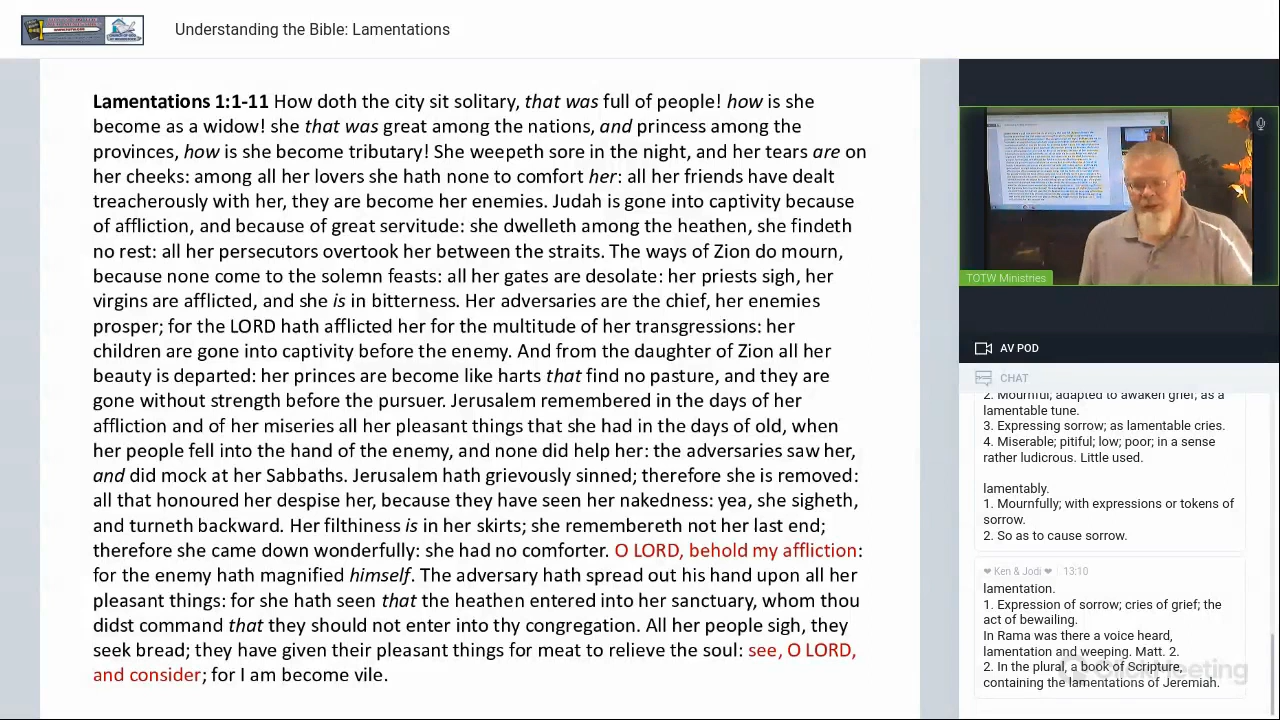 Understanding the Bible: Lamentations
Lamentations 1:1-11 How doth the city sit solitary, that was full of people! how is she
become as a widow! she that was great among the nations, and princess among the
provinces, how is she become tributary! She weepeth sore in the night, and her tears are on
her cheeks: among all her lovers she hath none to comfort her: all her friends have dealt
treacherously with her, they are become her enemies. Judah is gone into captivity because
of affliction, and because of great servitude: she dwelleth among the heathen, she findeth
no rest: all her persecutors overtook her between the straits. The ways of Zion do mourn,
because none come to the solemn feasts: all her gates are desolate: her priests sigh, her
virgins are afflicted, and she is in bitterness. Her adversaries are the chief, her enemies
prosper; for the LORD hath afflicted her for the multitude of her transgressions: her
children are gone into captivity before the enemy. And from the daughter of Zion all her
beauty is departed: her princes are become like harts that find no pasture, and they are
gone without strength before the pursuer. Jerusalem remembered in the days of her
affliction and of her miseries all her pleasant things that she had in the days of old, when
her people fell into the hand of the enemy, and none did help her: the adversaries saw her,
and did mock at her Sabbaths. Jerusalem hath grievously sinned; therefore she is removed:
all that honoured her despise her, because they have seen her nakedness: yea, she sigheth,
and turneth backward. Her filthiness is in her skirts; she remembereth not her last end;
therefore she came down wonderfully: she had no comforter. O LORD, behold my affliction:
for the enemy hath magnified himself. The adversary hath spread out his hand upon all her
pleasant things: for she hath seen that the heathen entered into her sanctuary, whom thou
didst command that they should not enter into thy congregation. All her people sigh, they
seek bread; they have given their pleasant things for meat to relieve the soul: see, O LORD,
and consider; for I am become vile.
TOTW Ministries
AV POD
CHAT
2. Mournful; adapted to awaken grief; as a
lamentable tune.
3. Expressing sorrow; as lamentable cries.
4. Miserable; pitiful; low; poor; in a sense
rather ludicrous. Little used.
lamentably.
1. Mournfully; with expressions or tokens of
sorrow.
2. So as to cause sorrow.
❤ Ken & Jodi ❤ 13:10
lamentation.
1. Expression of sorrow; cries of grief; the
act of bewailing.
In Rama was there a voice heard,
lamentation and weeping. Matt. 2.
2. In the plural, a book of Scripture,
containing the lamentations of Jeremiah.
ClickMeeting